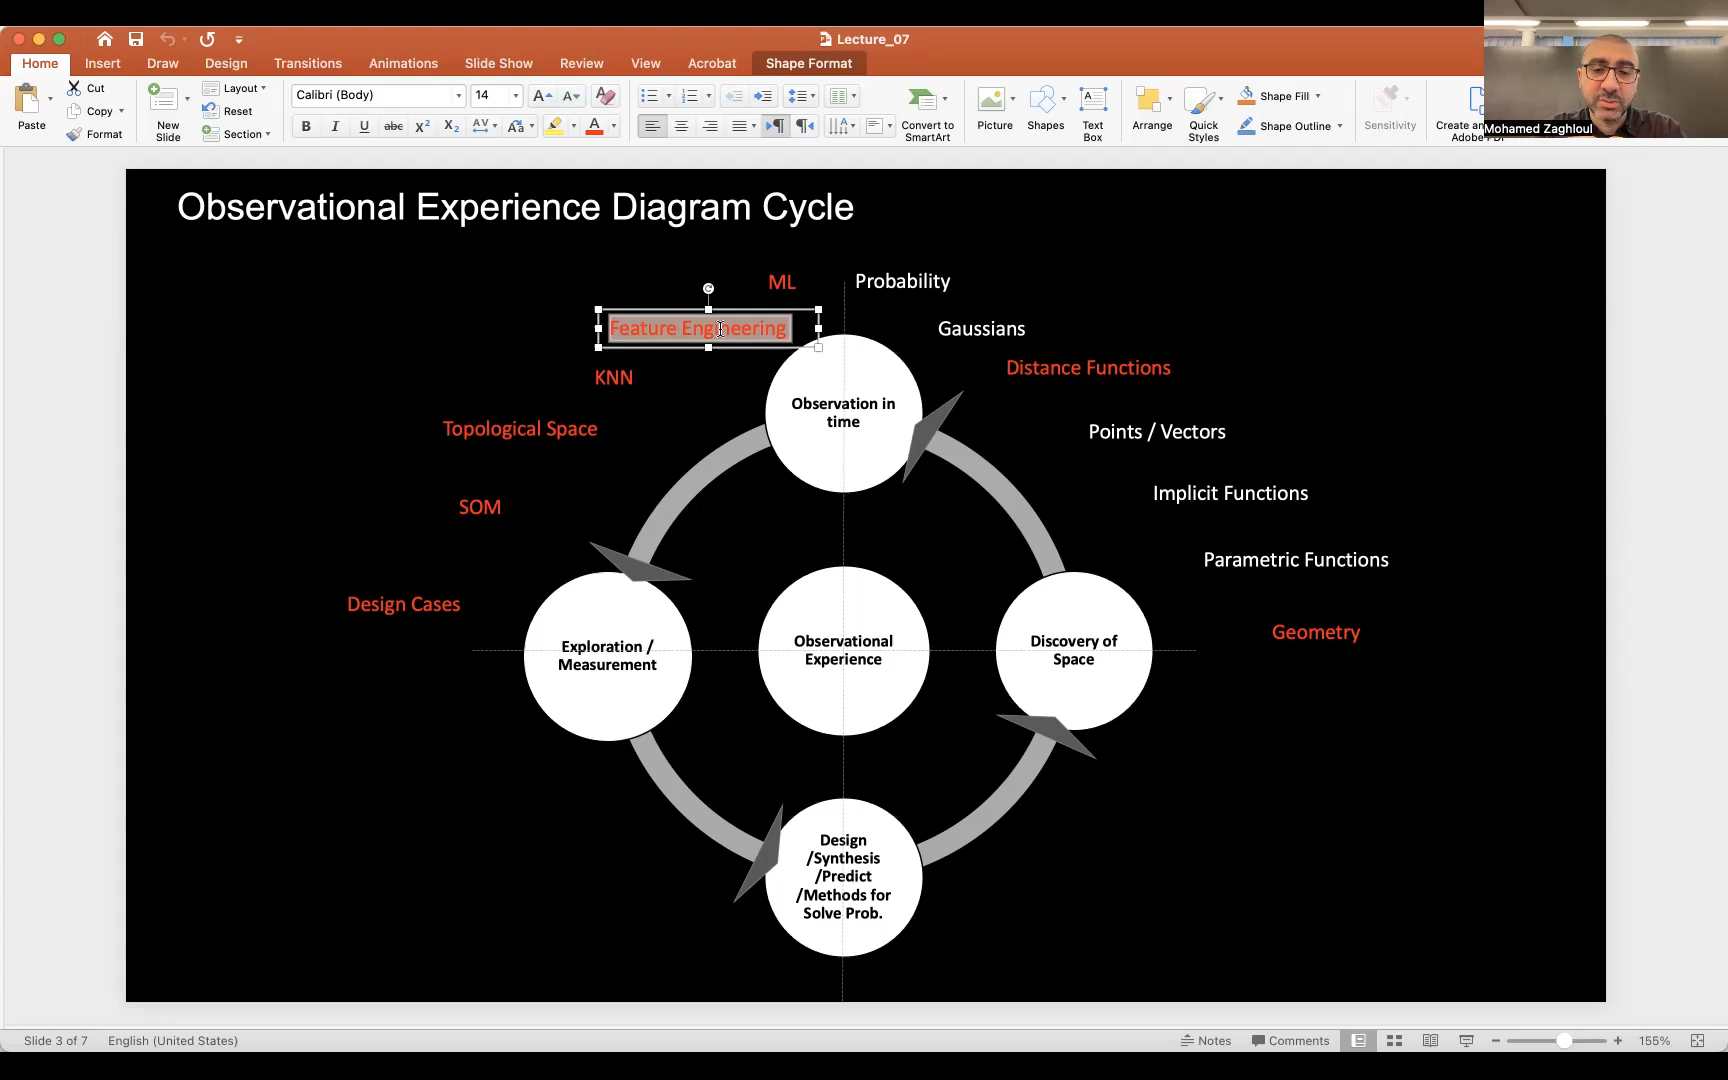 Lecture_07
Home
Insert
Draw
Design
Transitions
Animations
Slide Show
Review
View
Acrobat
Shape Format
Paste
Cut
Copy
Format
New
Slide
Layout
Reset
Section
Calibri (Body)
14
Convert to
SmartArt
Picture
Shapes
Text
Box
Arrange
Quick
Styles
Shape Fill
Shape Outline
Sensitivity
Mohamed Zaghloul
Observational Experience Diagram Cycle
ML
Probability
Feature Engineering
Gaussians
KNN
Distance Functions
Topological Space
Points / Vectors
SOM
Implicit Functions
Design Cases
Parametric Functions
Geometry
Observation in
time
Exploration /
Measurement
Observational
Experience
Discovery of
Space
Design
/Synthesis
/Predict
/Methods for
Solve Prob.
Slide 3 of 7
English (United States)
Notes
Comments
155%